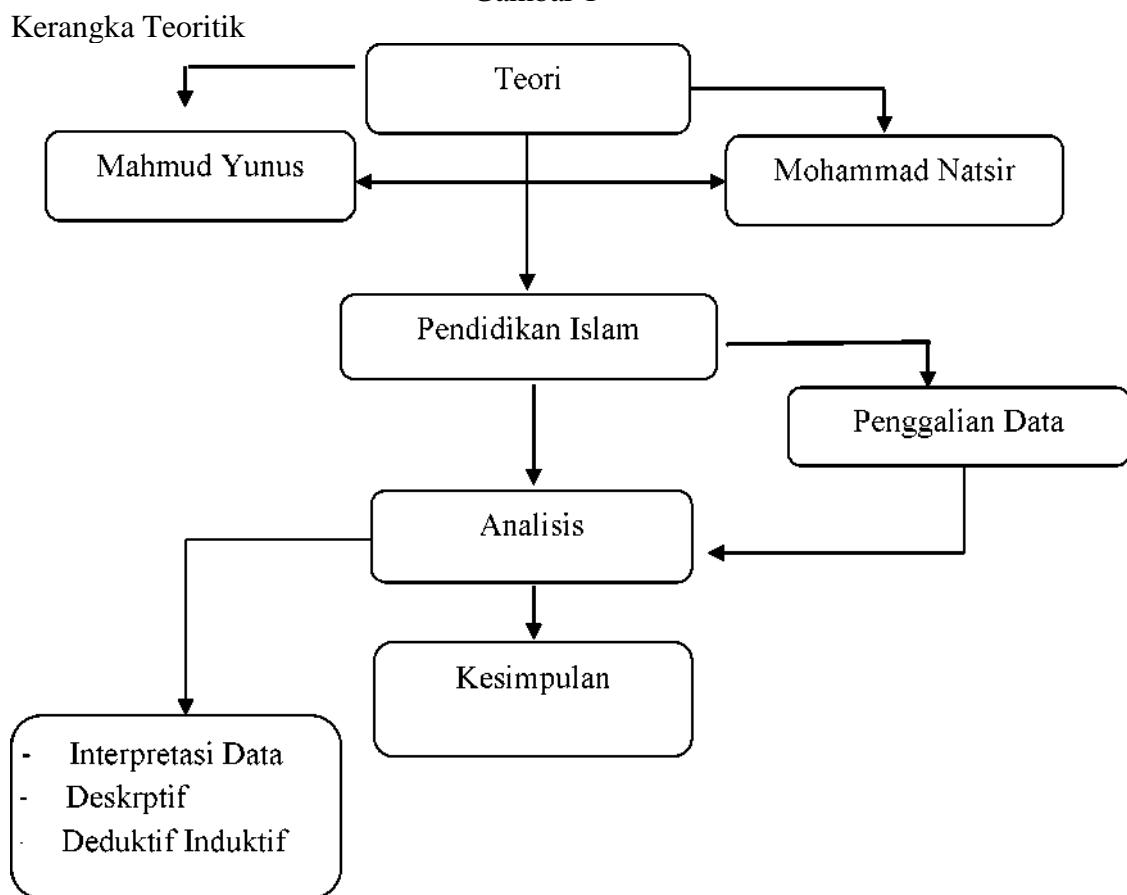 Kerangka Teoritik
Teori
Mahmud Yunus
Mohammad Natsir
Pendidikan Islam
Penggalian Data
Analisis
Kesimpulan
- Interpretasi Data
- Deskrptif
- Deduktif Induktif